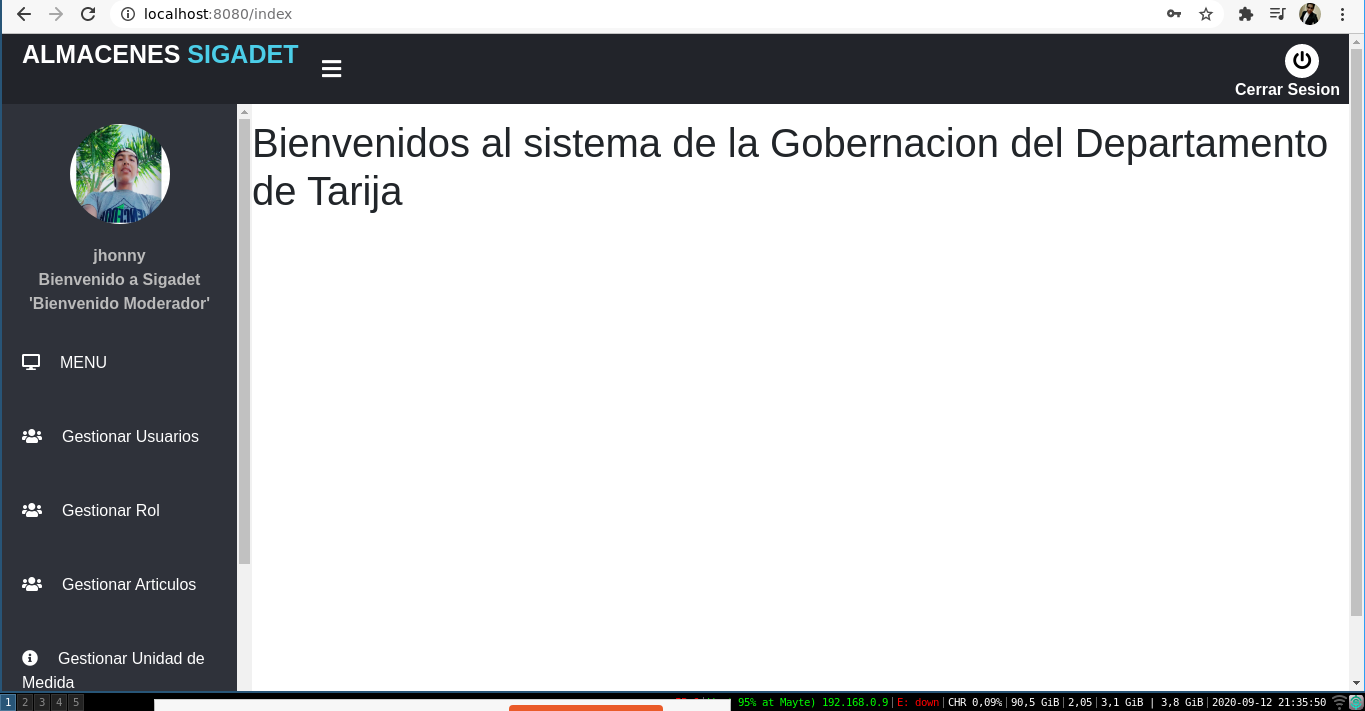 localhost:8080/index
ALMACENES SIGADET
Cerrar Sesion
Bienvenidos al sistema de la Gobernacion del Departamento
de Tarija
jhonny
Bienvenido a Sigadet
'Bienvenido Moderador'
MENU
Gestionar Usuarios
Gestionar Rol
Gestionar Articulos
Gestionar Unidad de
Medida
1 2 3 4 5
95% at Mayte) 192.168.0.9 | E: down | CHR 0,09% | 90,5 GiB | 2,05 | 3,1 GiB | 3,8 GiB | 2020-09-12 21:35:50